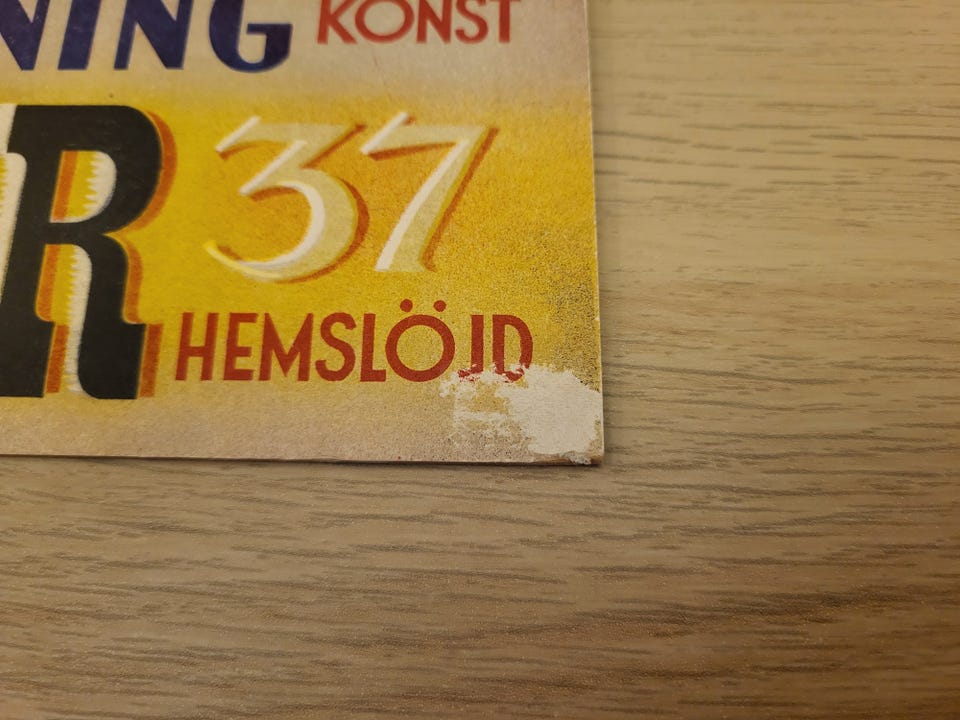 NING KONST
R 37
HEMSLÖJD